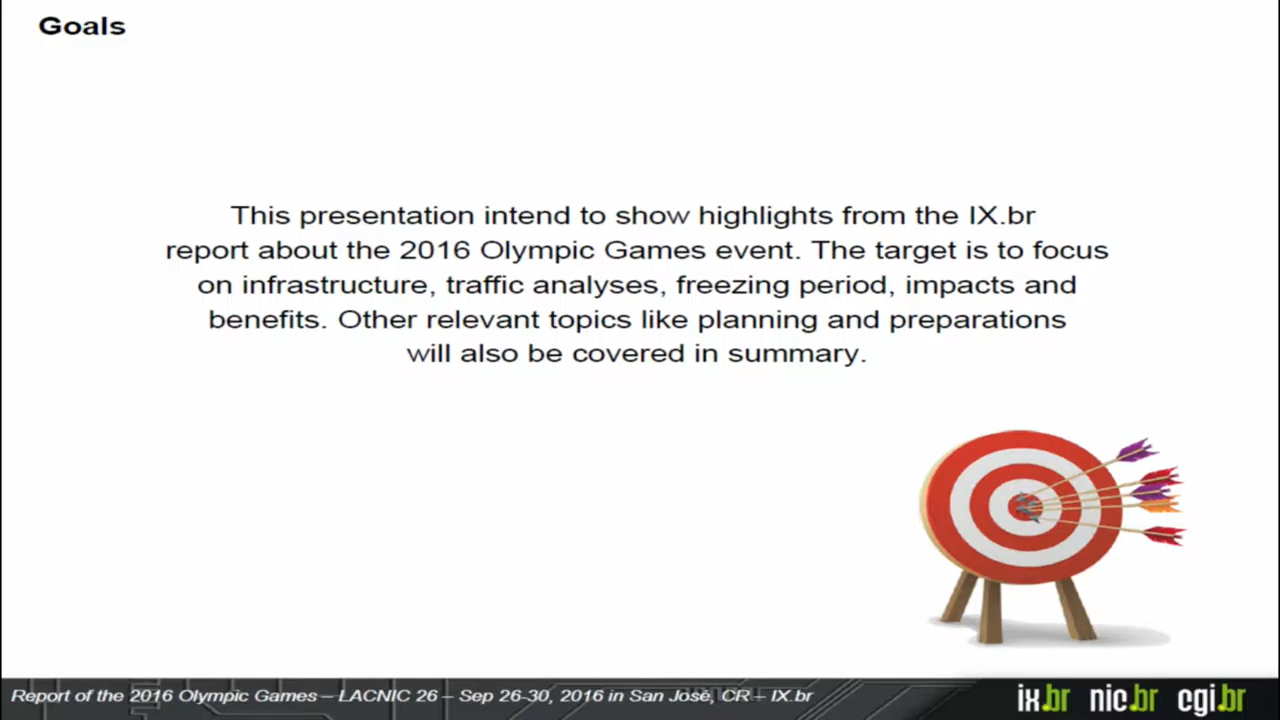 Goals
This presentation intend to show highlights from the IX.br
report about the 2016 Olympic Games event. The target is to focus
on infrastructure, traffic analyses, freezing period, impacts and
benefits. Other relevant topics like planning and preparations
will also be covered in summary.
Report of the 2016 Olympic Games – LACNIC 26 – Sep 26-30, 2016 in San José, CR – IX.br
ix.br nic.br cgi.br